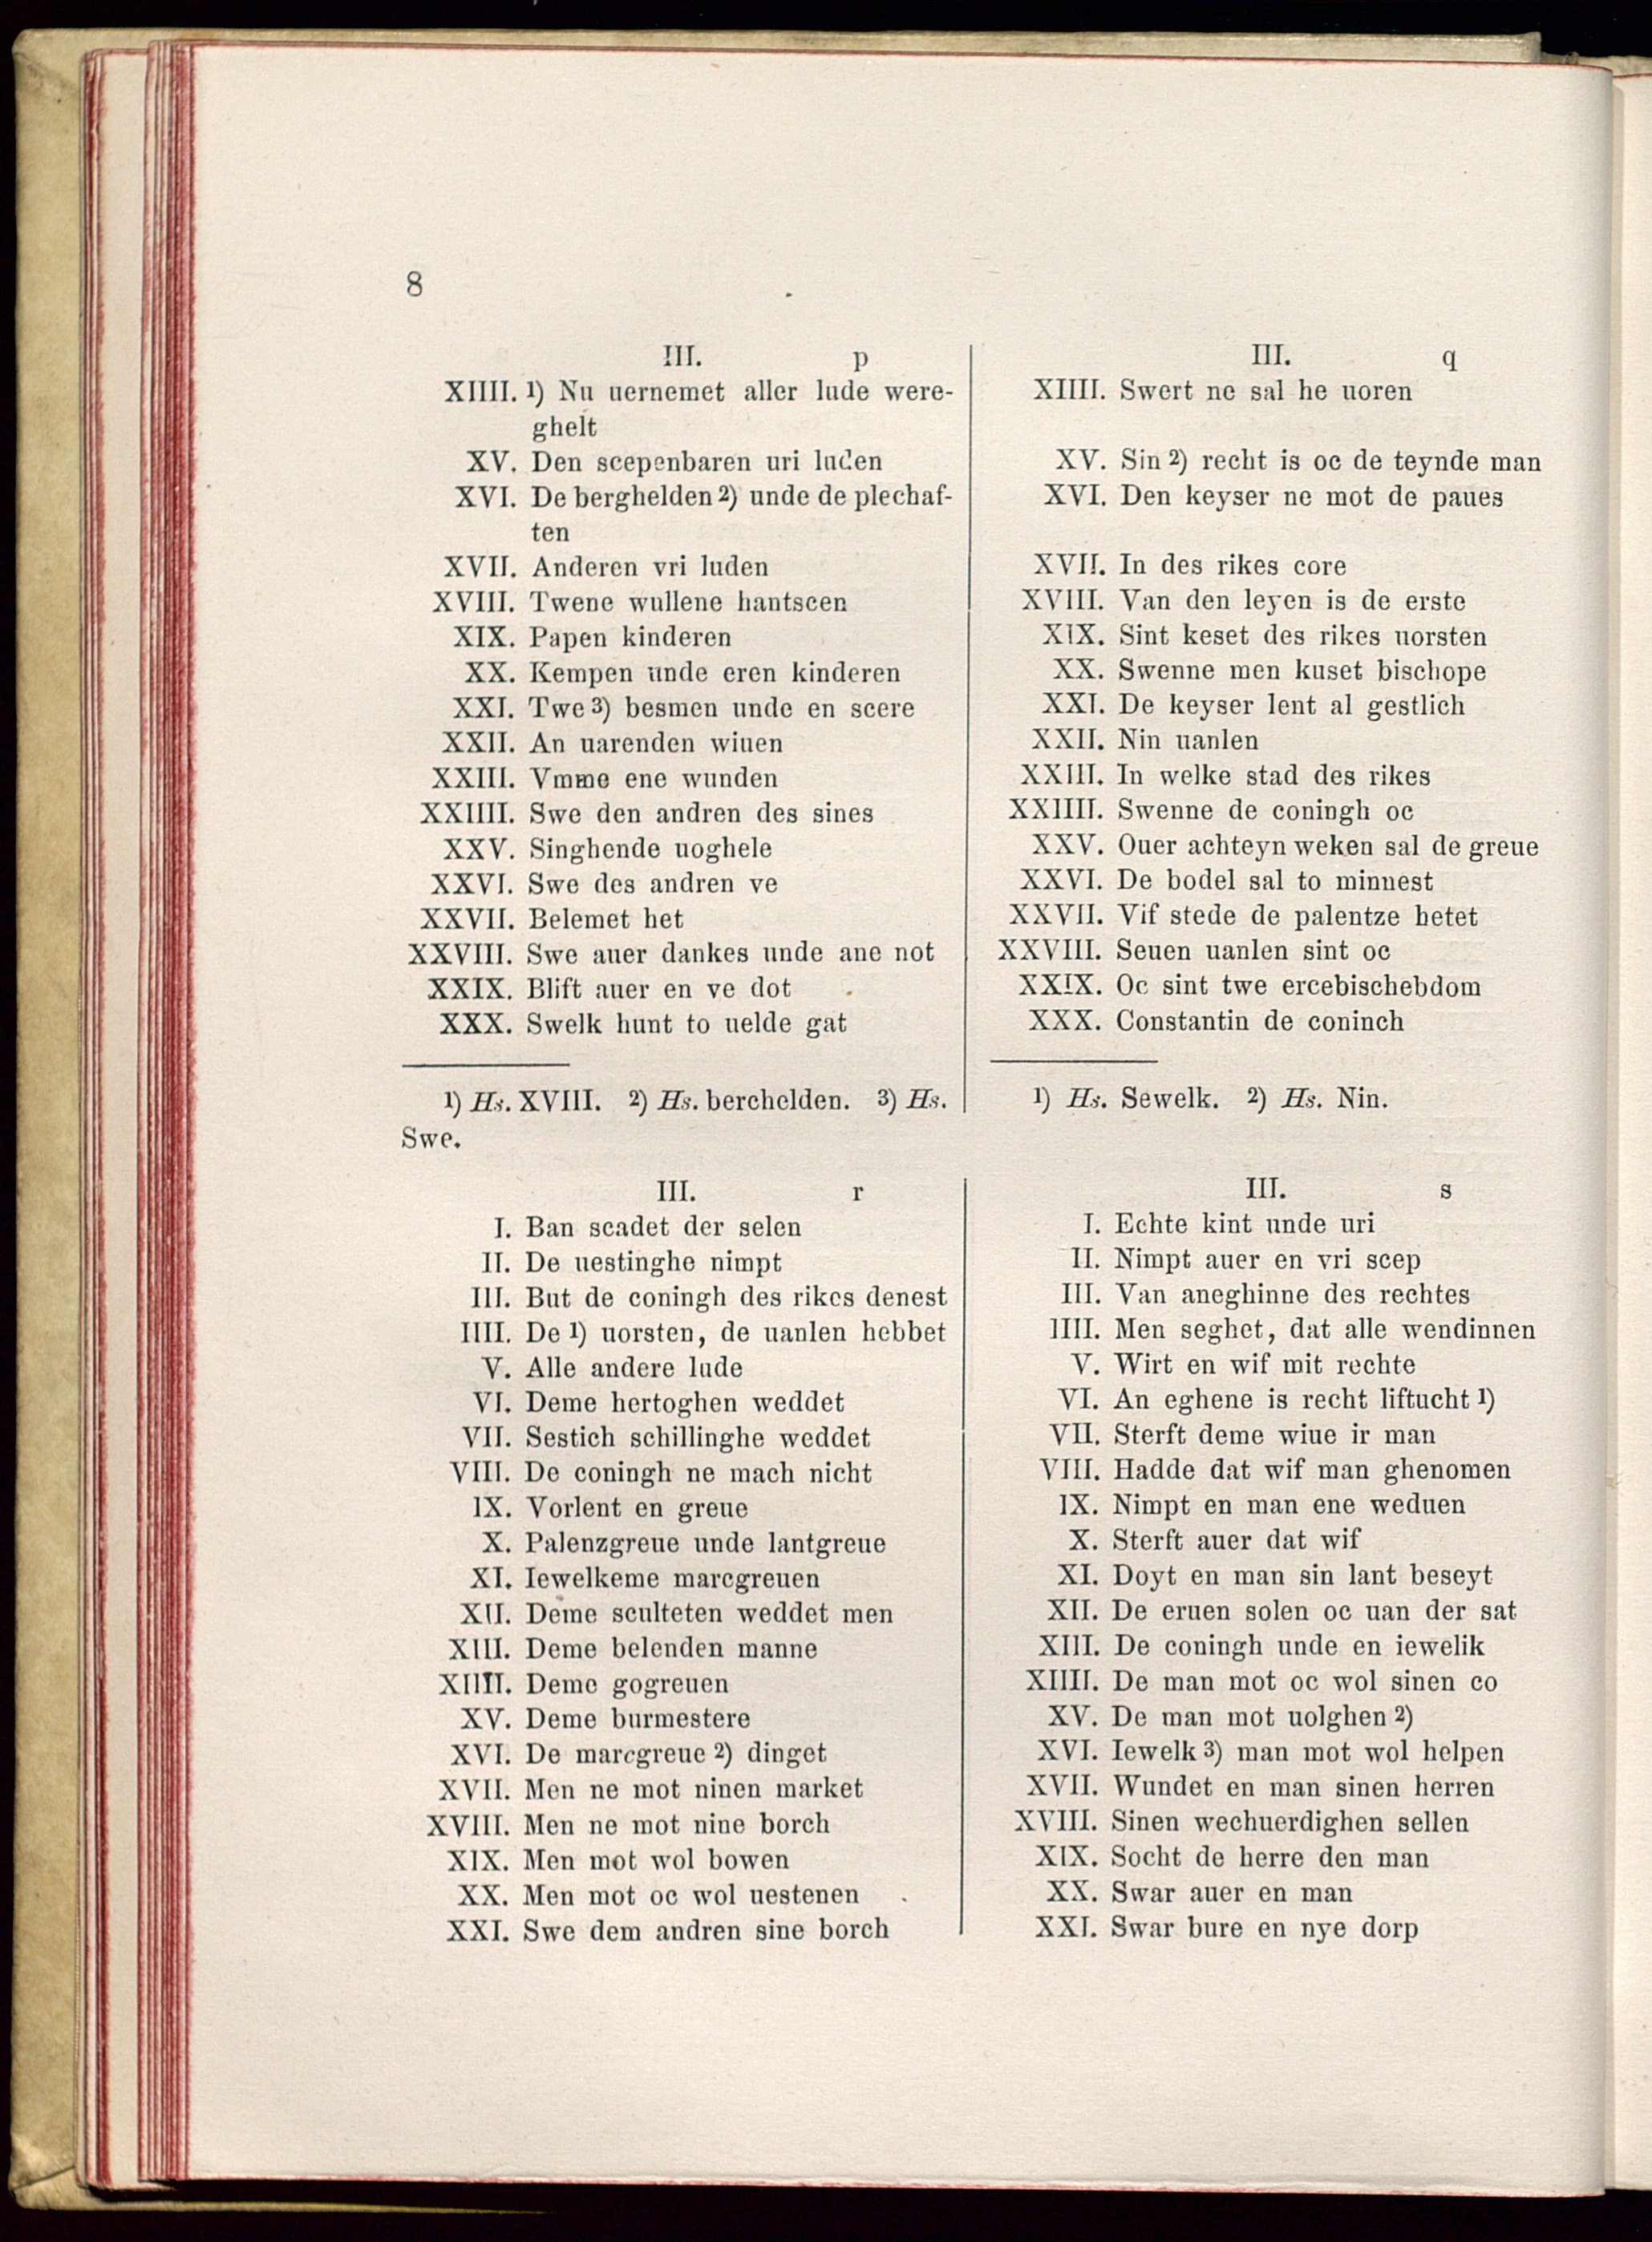 8
III. p
XIIII. 1) Nu uernemet aller lude were-
ghelt
XV. Den scepenbaren uri luden
XVI. De berghelden 2) unde de plechaf-
ten
XVII. Anderen vri luden
XVIII. Twene wullene hantscen
XIX. Papen kinderen
XX. Kempen unde eren kinderen
XXI. Twe 3) besmen unde en scere
XXII. An uarenden wiuen
XXIII. Vmme ene wunden
XXIIII. Swe den andren des sines
XXV. Singhende uoghele
XXVI. Swe des andren ve
XXVII. Belemet het
XXVIII. Swe auer dankes unde ane not
XXIX. Blift auer en ve dot
XXX. Swelk hunt to uelde gat
1) Hs. XVIII. 2) Hs. berchelden. 3) Hs.
Swe.
III. q
XIIII. Swert ne sal he uoren
XV. Sin 2) recht is oc de teynde man
XVI. Den keyser ne mot de paues
XVII. In des rikes core
XVIII. Van den leyen is de erste
XIX. Sint keset des rikes uorsten
XX. Swenne men kuset bischope
XXI. De keyser lent al gestlich
XXII. Nin uanlen
XXIII. In welke stad des rikes
XXIIII. Swenne de coningh oc
XXV. Ouer achteyn weken sal de greue
XXVI. De bodel sal to minnest
XXVII. Vif stede de palentze hetet
XXVIII. Seuen uanlen sint oc
XXIX. Oc sint twe ercebischebdom
XXX. Constantin de coninch
1) Hs. Sewelk. 2) Hs. Nin.
III. r
I. Ban scadet der selen
II. De uestinghe nimpt
III. But de coningh des rikes denest
IIII. De 1) uorsten, de uanlen hebbet
V. Alle andere lude
VI. Deme hertoghen weddet
VII. Sestich schillinghe weddet
VIII. De coningh ne mach nicht
IX. Vorlent en greue
X. Palenzgreue unde lantgreue
XI. Iewelkeme marcgreuen
XII. Deme sculteten weddet men
XIII. Deme belenden manne
XIIII. Deme gogreuen
XV. Deme burmestere
XVI. De marcgreue 2) dinget
XVII. Men ne mot ninen market
XVIII. Men ne mot nine borch
XIX. Men mot wol bowen
XX. Men mot oc wol uestenen
XXI. Swe dem andren sine borch
III. s
I. Echte kint unde uri
II. Nimpt auer en vri scep
III. Van aneghinne des rechtes
IIII. Men seghet, dat alle wendinnen
V. Wirt en wif mit rechte
VI. An eghene is recht liftucht 1)
VII. Sterft deme wiue ir man
VIII. Hadde dat wif man ghenomen
IX. Nimpt en man ene weduen
X. Sterft auer dat wif
XI. Doyt en man sin lant beseyt
XII. De eruen solen oc uan der sat
XIII. De coningh unde en iewelik
XIIII. De man mot oc wol sinen co
XV. De man mot uolghen 2)
XVI. Iewelk 3) man mot wol helpen
XVII. Wundet en man sinen herren
XVIII. Sinen wechuerdighen sellen
XIX. Socht de herre den man
XX. Swar auer en man
XXI. Swar bure en nye dorp